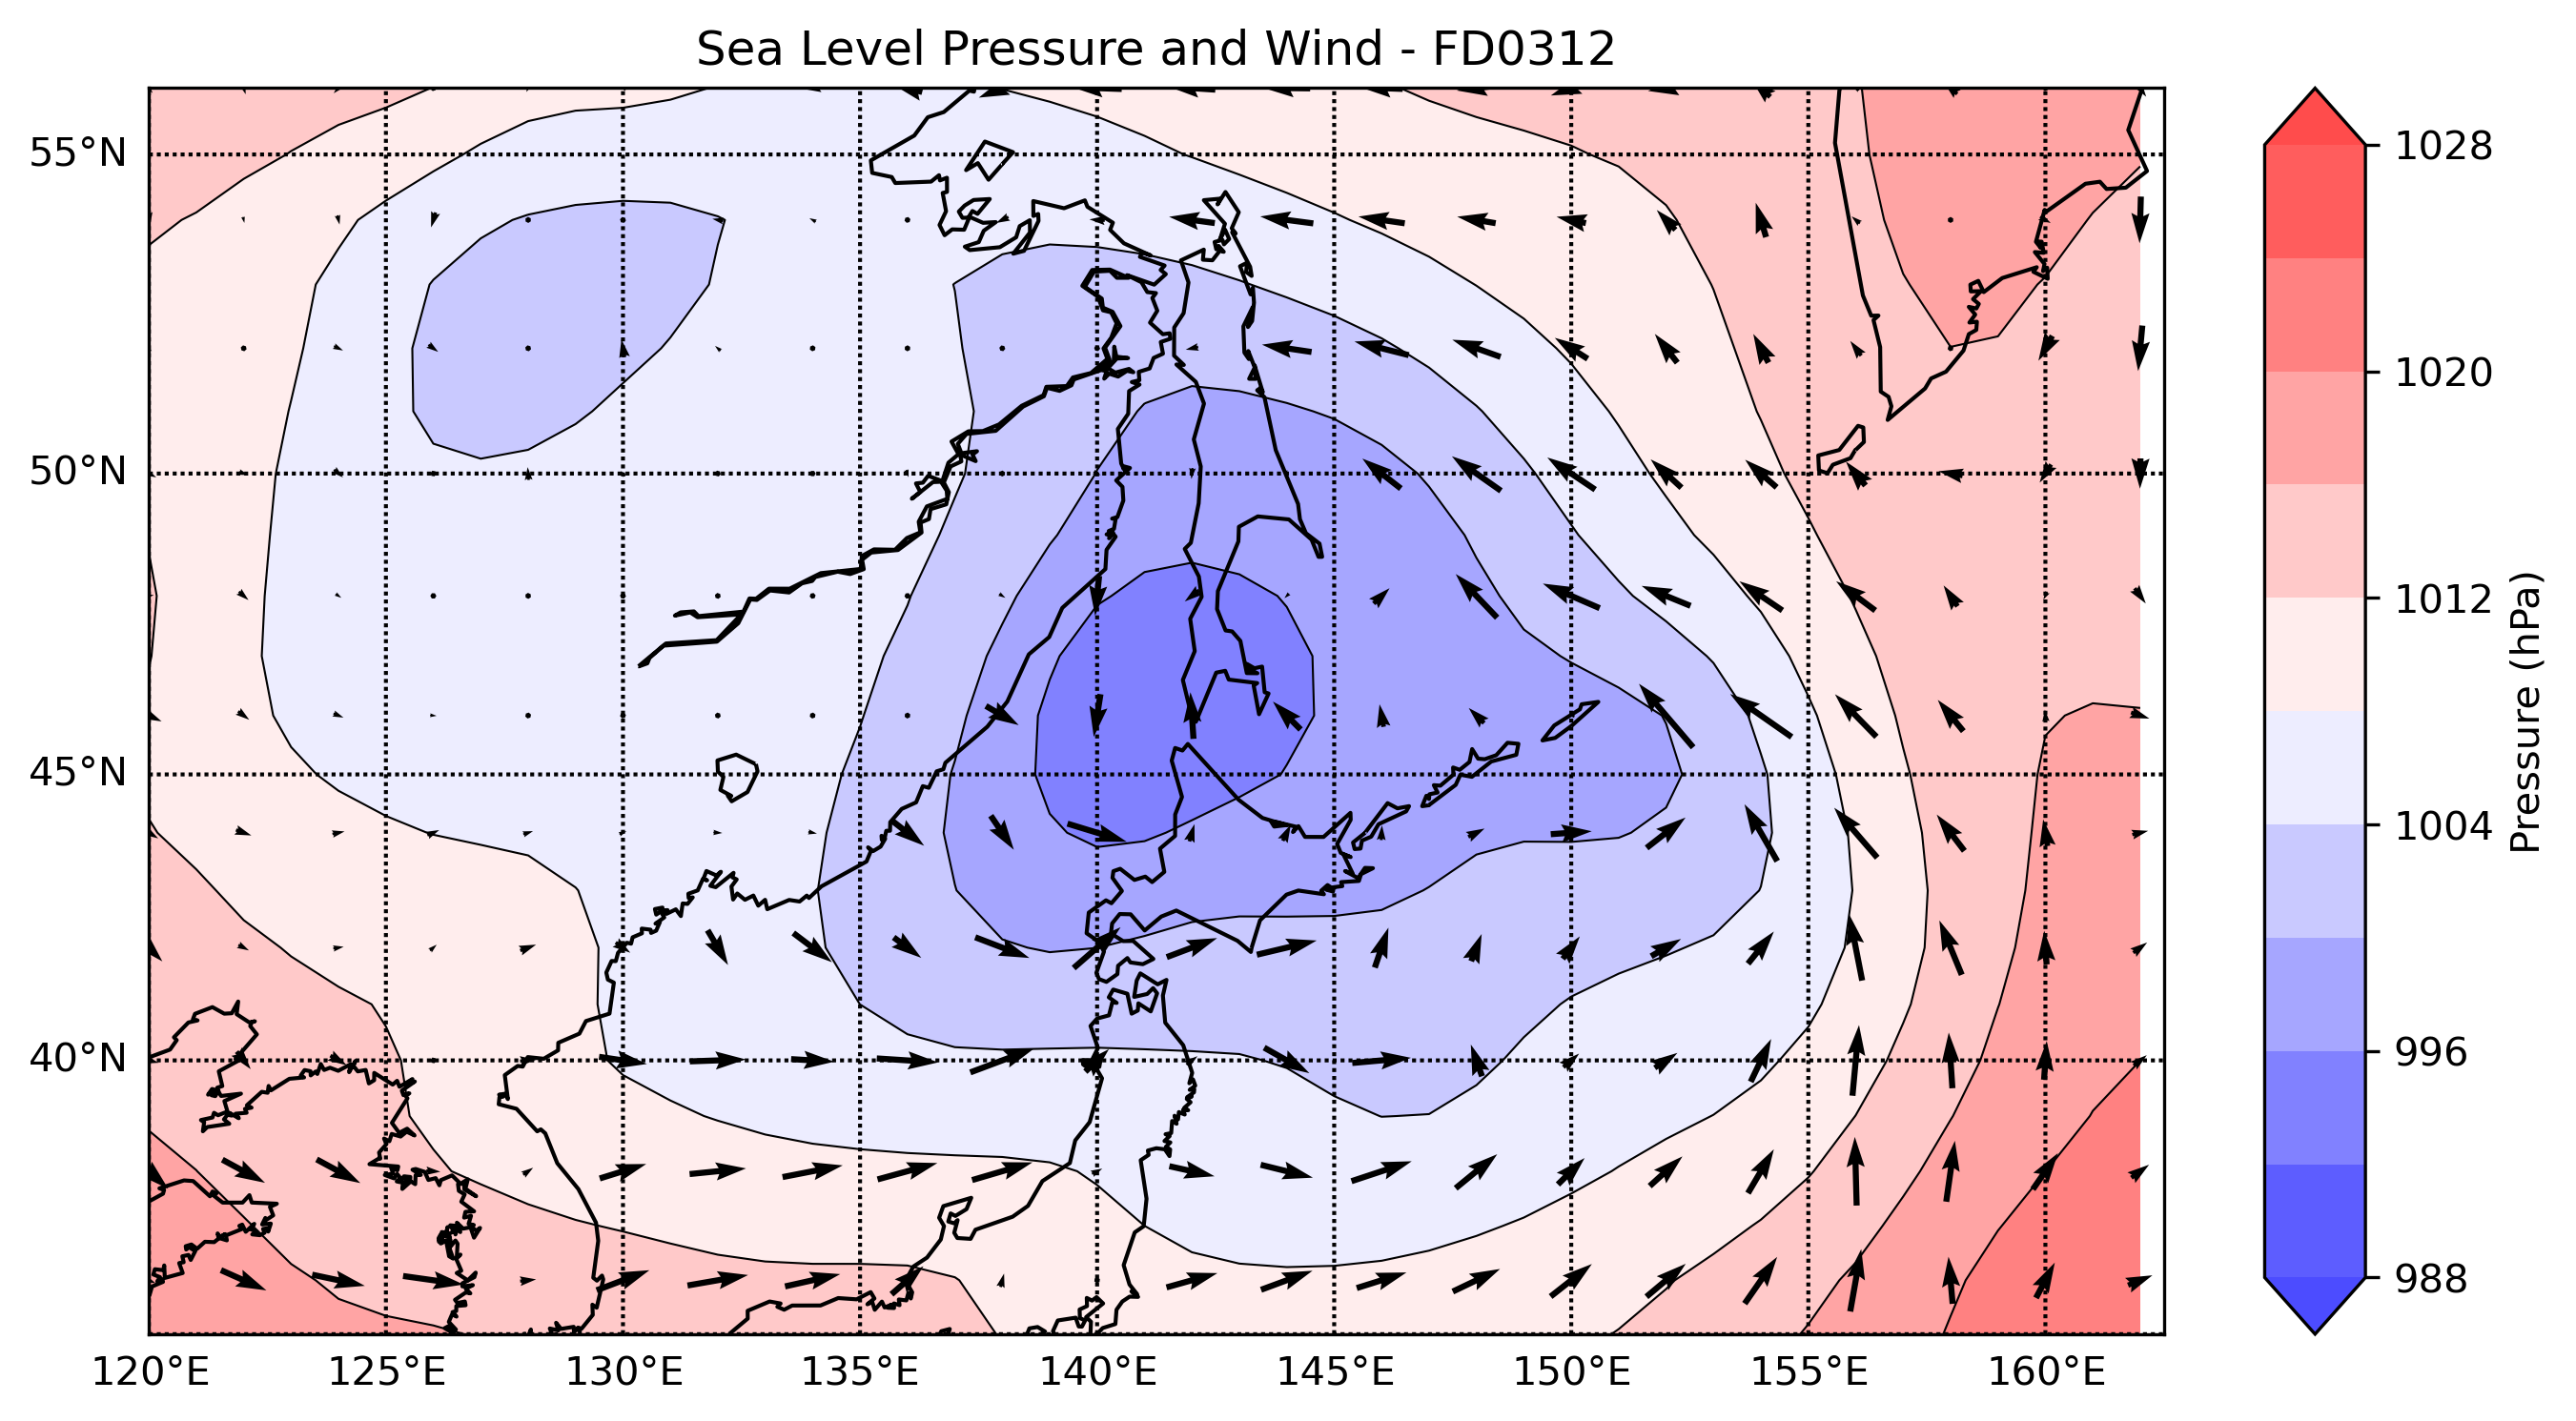 Sea Level Pressure and Wind - FD0312
55°N
50°N
45°N
40°N
120°E 125°E 130°E 135°E 140°E 145°E 150°E 155°E 160°E
1028
1020
1012
1004
996
988
Pressure (hPa)